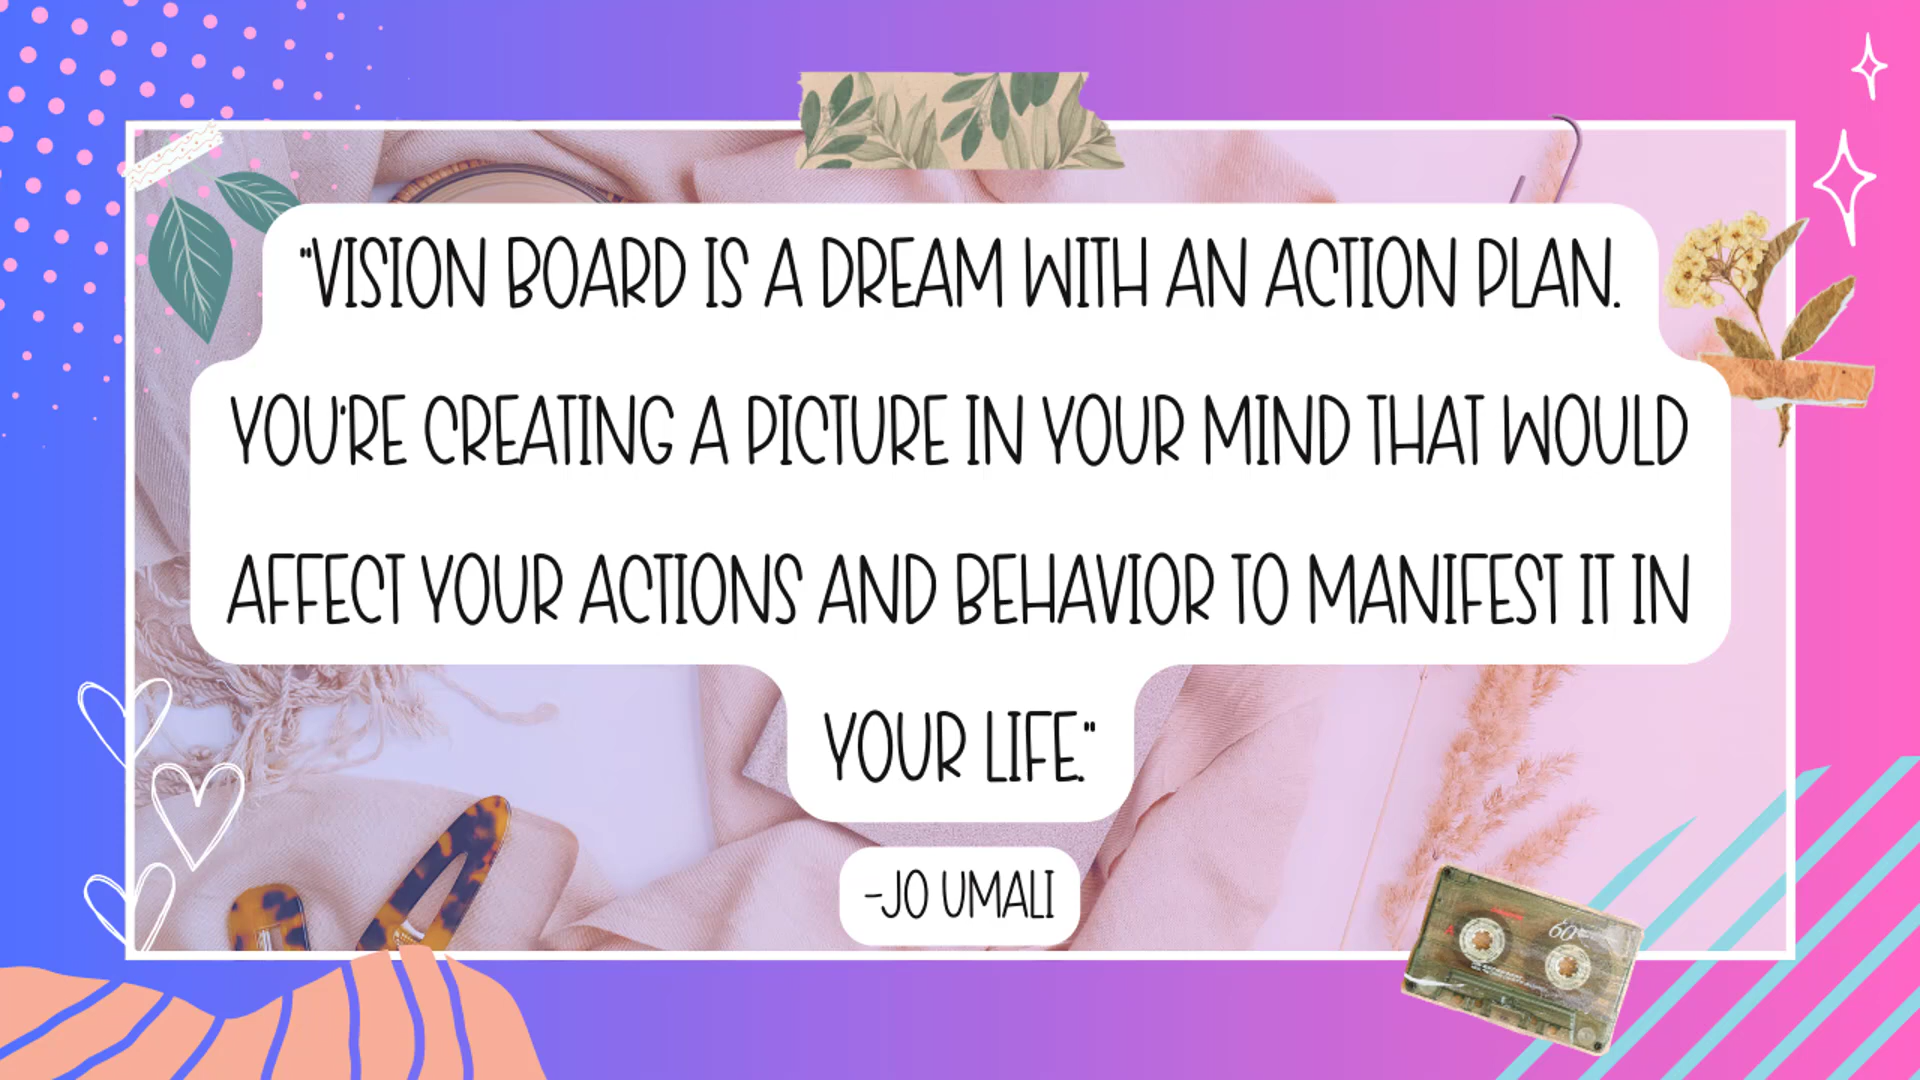 "VISION BOARD IS A DREAM WITH AN ACTION PLAN.
YOU'RE CREATING A PICTURE IN YOUR MIND THAT WOULD
AFFECT YOUR ACTIONS AND BEHAVIOR TO MANIFEST IT IN
YOUR LIFE."
-JO UMALI
60